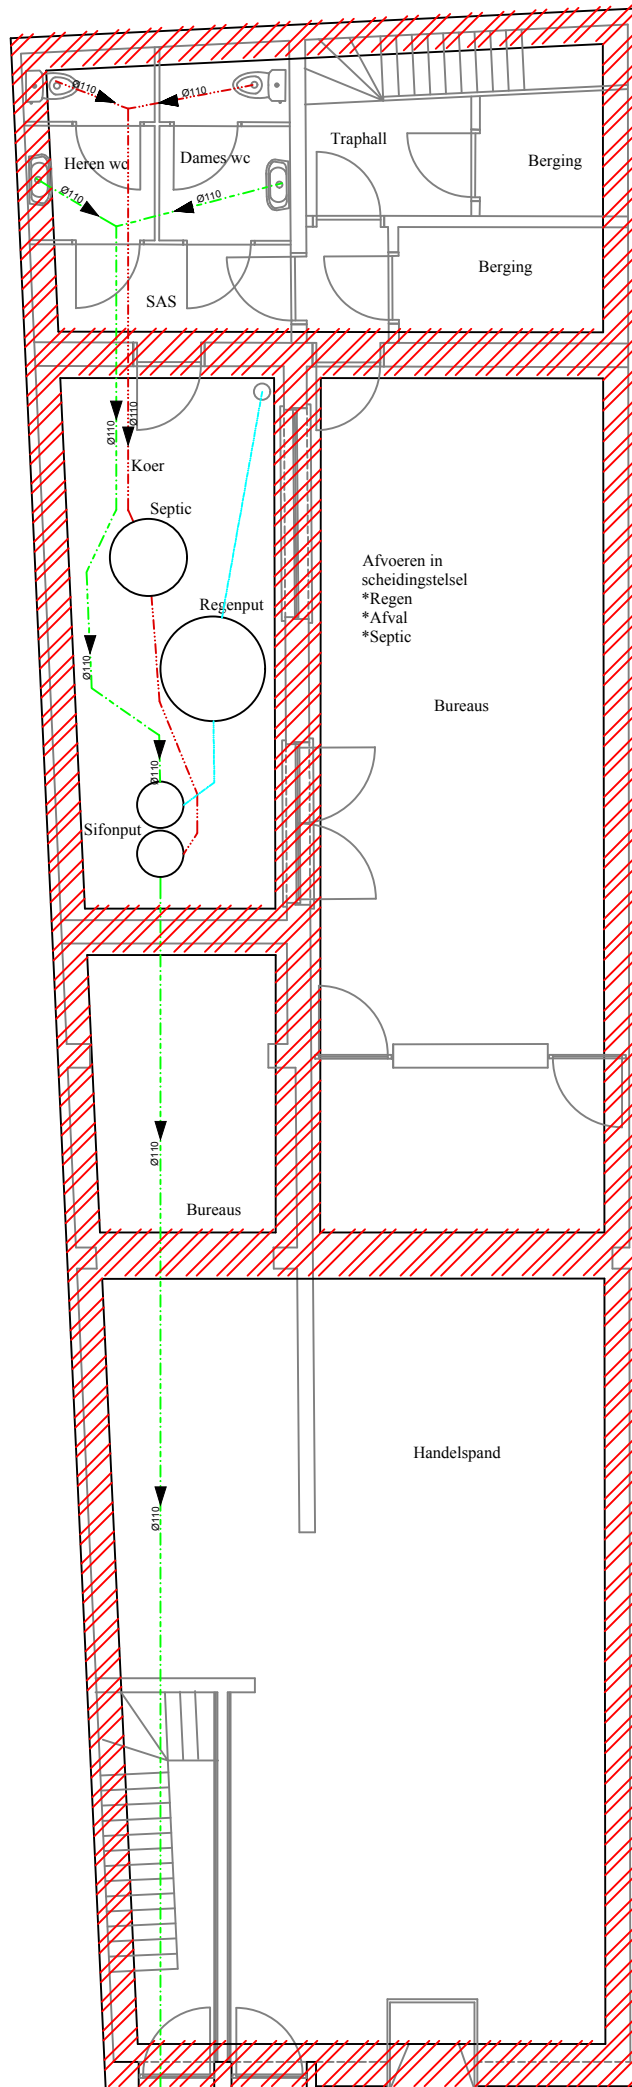 Ø110
Ø110
Heren wc
Dames wc
Traphall
Berging
Ø110
Ø110
Berging
SAS
Ø110
Ø110
Koer
Septic
Afvoeren in
scheidingstelsel
*Regen
*Afval
*Septic
Regenput
Ø110
Bureaus
Ø110
Sifonput
Ø110
Bureaus
Handelspand
Ø110